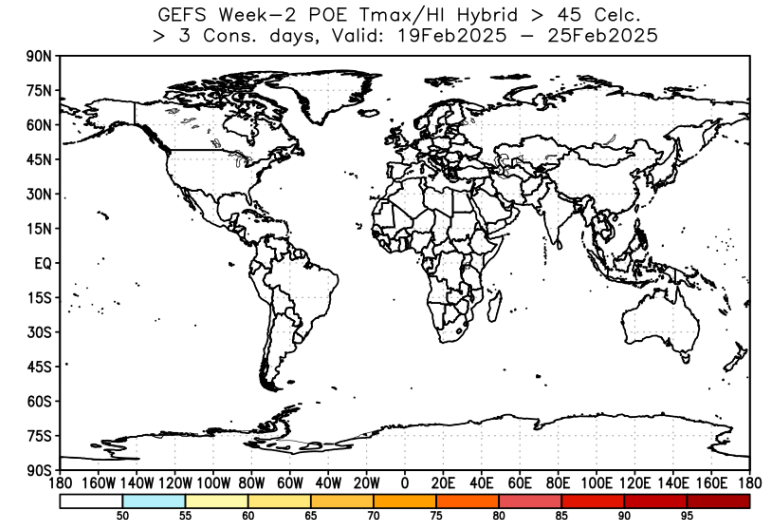 GEFS Week-2 POE Tmax/HI Hybrid > 45 Celc.
> 3 Cons. days, Valid: 19Feb2025 - 25Feb2025
90N
75N
60N
45N
30N
15N
EQ
15S
30S
45S
60S
75S
90S
180 160W 140W 120W 100W 80W 60W 40W 20W 0 20E 40E 60E 80E 100E 120E 140E 160E 180
50 55 60 65 70 75 80 85 90 95